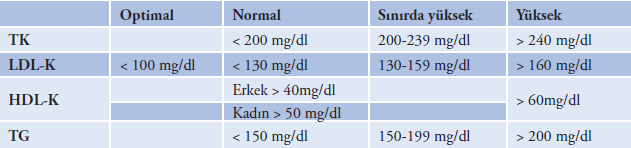 Optimal Normal Sınırda yüksek Yüksek
TK < 200 mg/dl 200-239 mg/dl > 240 mg/dl
LDL-K < 100 mg/dl < 130 mg/dl 130-159 mg/dl > 160 mg/dl
HDL-K Erkek > 40mg/dl > 60mg/dl
Kadın > 50 mg/dl
TG < 150 mg/dl 150-199 mg/dl > 200 mg/dl